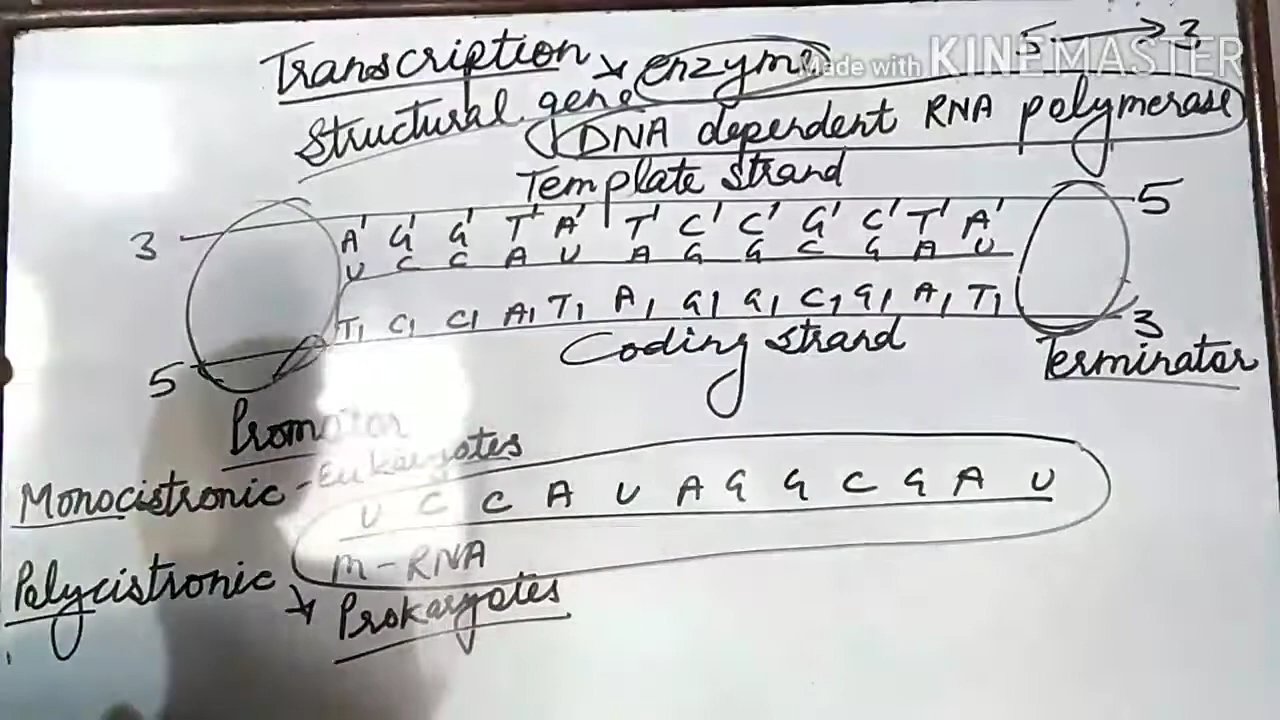 Transcription → enzyme 5 → 3
Made with KINEMASTER
Structural gene
DNA dependent RNA polymerase
Template strand
3 5
A G G T A T C C G C T A
U C C A U A G G C G A U
T C C A T A G G C G A T
5 3
Coding strand
Terminator
Promotor
Monocistronic - Eukaryotes
U C C A U A G G C G A U
m-RNA
Polycistronic → Prokaryotes